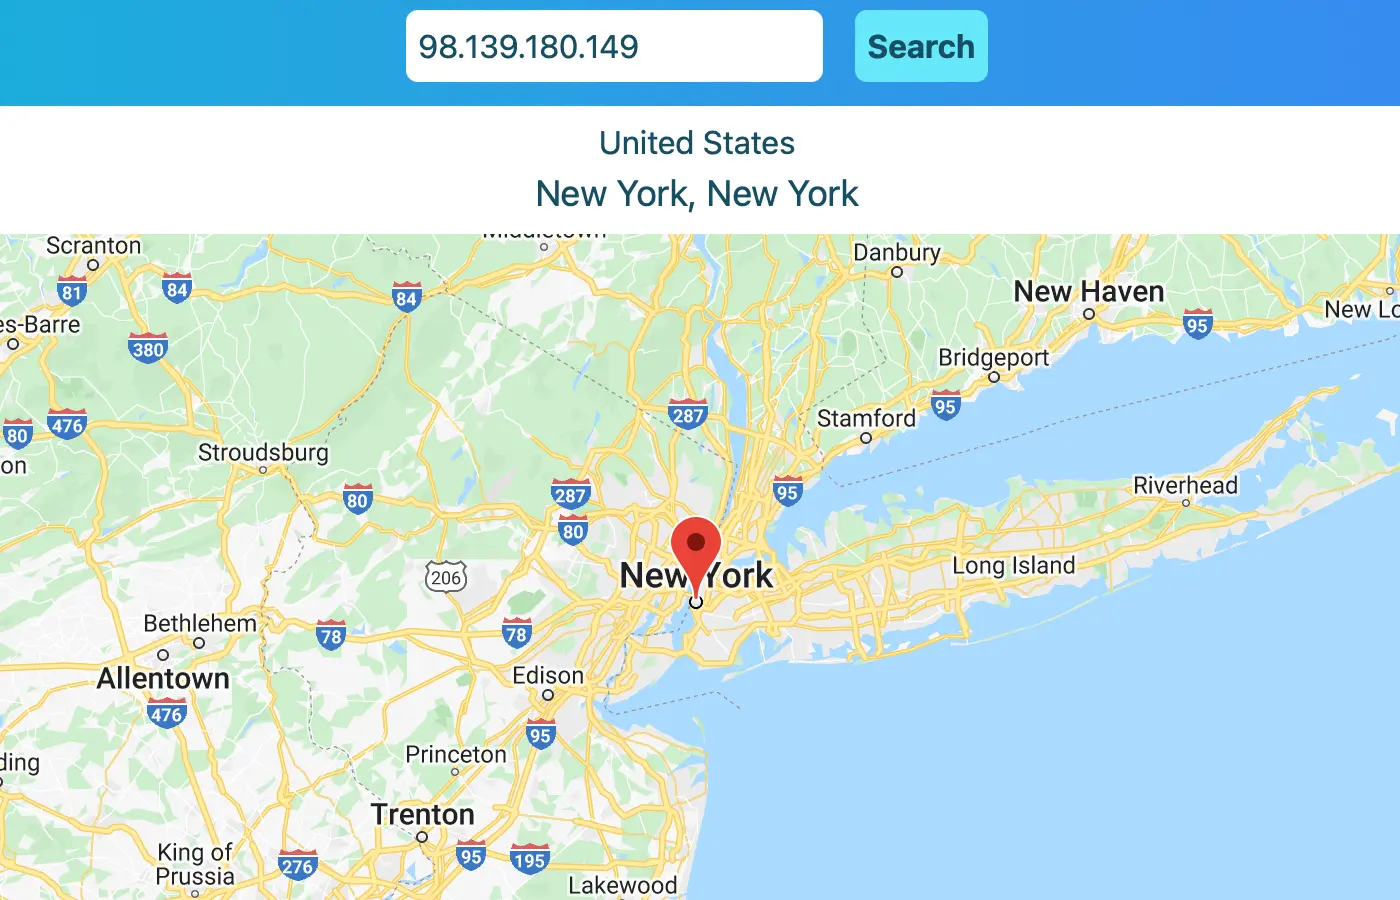 98.139.180.149
Search
United States
New York, New York
Scranton
Middletown
Danbury
81
84
84
New Haven
New Lo
es-Barre
95
380
Bridgeport
95
287
Stamford
80
476
on
Stroudsburg
Riverhead
80
287
95
80
New York
Long Island
206
Bethlehem
78
78
Allentown
Edison
476
95
Princeton
ding
Trenton
King of
Prussia
276
95
195
Lakewood